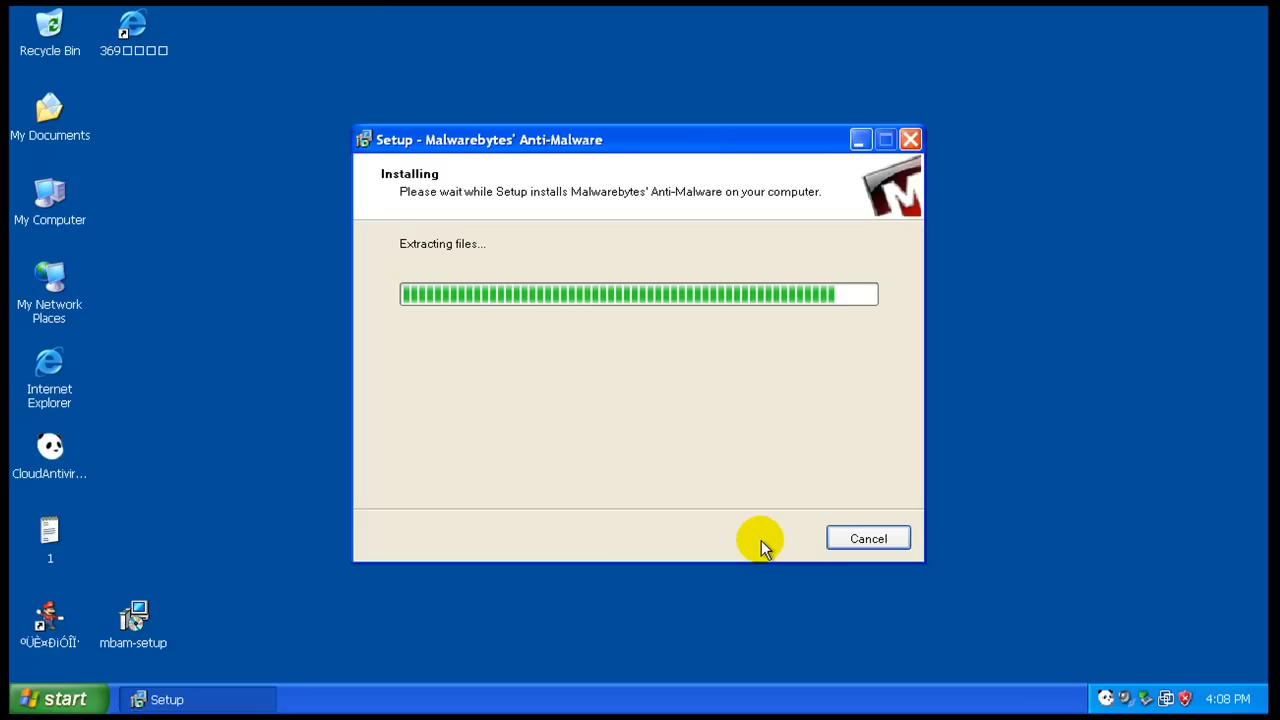 Recycle Bin
369□□□□
My Documents
My Computer
My Network
Places
Internet
Explorer
CloudAntivir...
1
ºÜÈ¤ÐíÓÎÏ·
mbam-setup
Setup - Malwarebytes' Anti-Malware
Installing
Please wait while Setup installs Malwarebytes' Anti-Malware on your computer.
Extracting files...
Cancel
start
Setup
4:08 PM